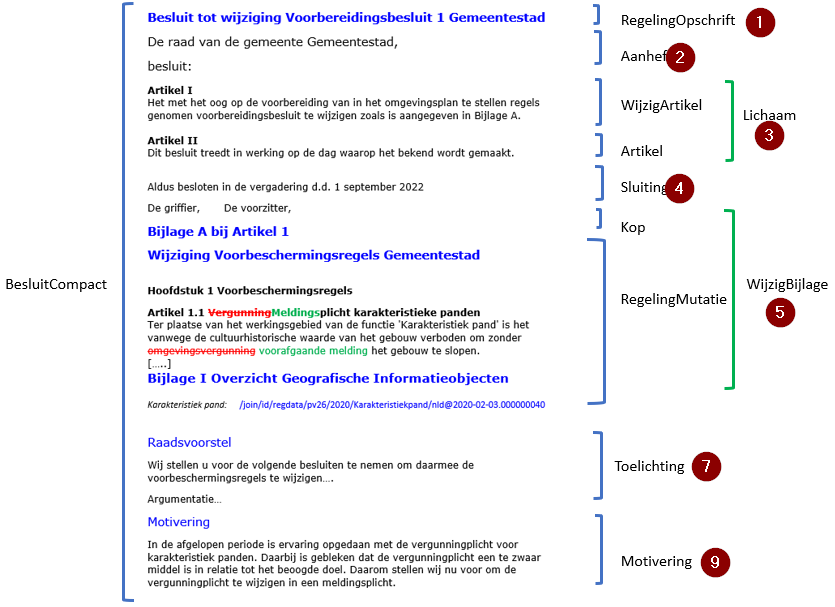 Besluit tot wijziging Voorbereidingsbesluit 1 Gemeentestad
RegelingOpschrift 1
De raad van de gemeente Gemeentestad,
Aanhef 2
besluit:
Artikel I
Het met het oog op de voorbereiding van in het omgevingsplan te stellen regels
genomen voorbereidingsbesluit te wijzigen zoals is aangegeven in Bijlage A.
WijzigArtikel
Lichaam
3
Artikel II
Dit besluit treedt in werking op de dag waarop het bekend wordt gemaakt.
Artikel
Aldus besloten in de vergadering d.d. 1 september 2022
Sluiting 4
De griffier, De voorzitter,
Bijlage A bij Artikel 1
Kop
Wijziging Voorbeschermingsregels Gemeentestad
BesluitCompact
Hoofdstuk 1 Voorbeschermingsregels
RegelingMutatie
WijzigBijlage
5
Artikel 1.1 VergunningMeldingsplicht karakteristieke panden
Ter plaatse van het werkingsgebied van de functie 'Karakteristiek pand' is het
vanwege de cultuurhistorische waarde van het gebouw verboden om zonder
omgevingsvergunning voorafgaande melding het gebouw te slopen.
[…..]
Bijlage I Overzicht Geografische Informatieobjecten
Karakteristiek pand: /join/id/regdata/pv26/2020/Karakteristiekpand/nld@2020-02-03.000000040
Raadsvoorstel
Wij stellen u voor de volgende besluiten te nemen om daarmee de
voorbeschermingsregels te wijzigen….
Toelichting 7
Argumentatie…
Motivering
In de afgelopen periode is ervaring opgedaan met de vergunningplicht voor
karakteristiek panden. Daarbij is gebleken dat de vergunningplicht een te zwaar
middel is in relatie tot het beoogde doel. Daarom stellen wij nu voor om de
vergunningplicht te wijzigen in een meldingsplicht.
Motivering 9